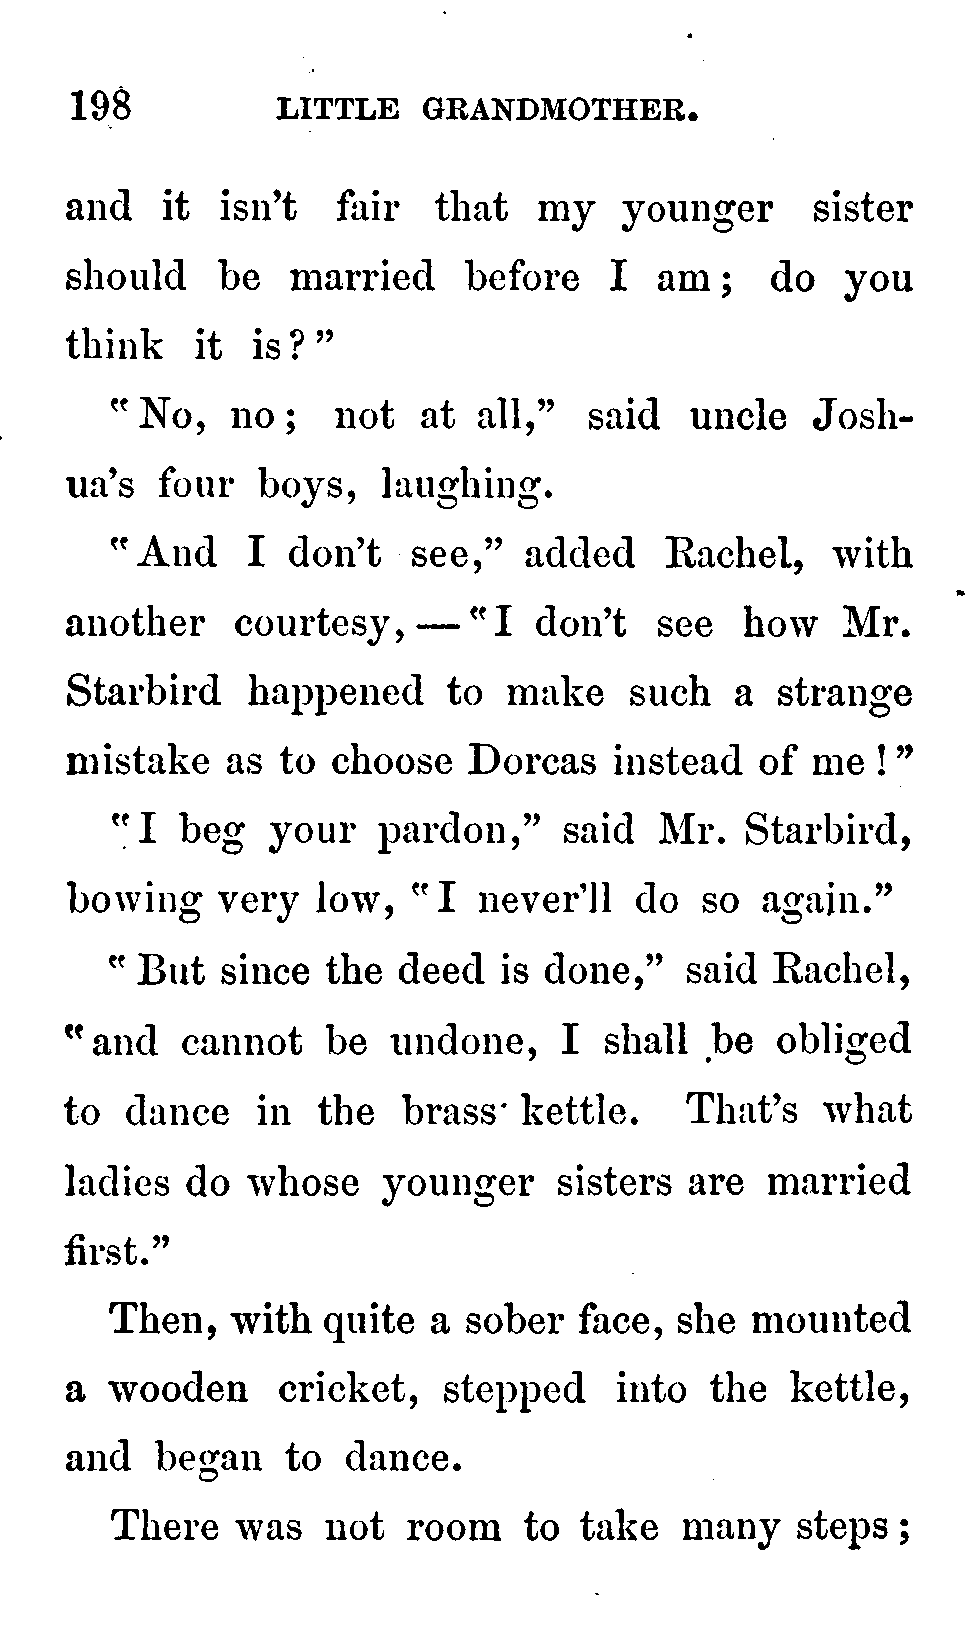 198 LITTLE GRANDMOTHER.
and it isn't fair that my younger sister
should be married before I am; do you
think it is?"
"No, no; not at all," said uncle Josh-
ua's four boys, laughing.
"And I don't see," added Rachel, with
another courtesy,—"I don't see how Mr.
Starbird happened to make such a strange
mistake as to choose Dorcas instead of me!"
"I beg your pardon," said Mr. Starbird,
bowing very low, "I never'll do so again."
"But since the deed is done," said Rachel,
"and cannot be undone, I shall be obliged
to dance in the brass kettle. That's what
ladies do whose younger sisters are married
first."
Then, with quite a sober face, she mounted
a wooden cricket, stepped into the kettle,
and began to dance.
There was not room to take many steps;